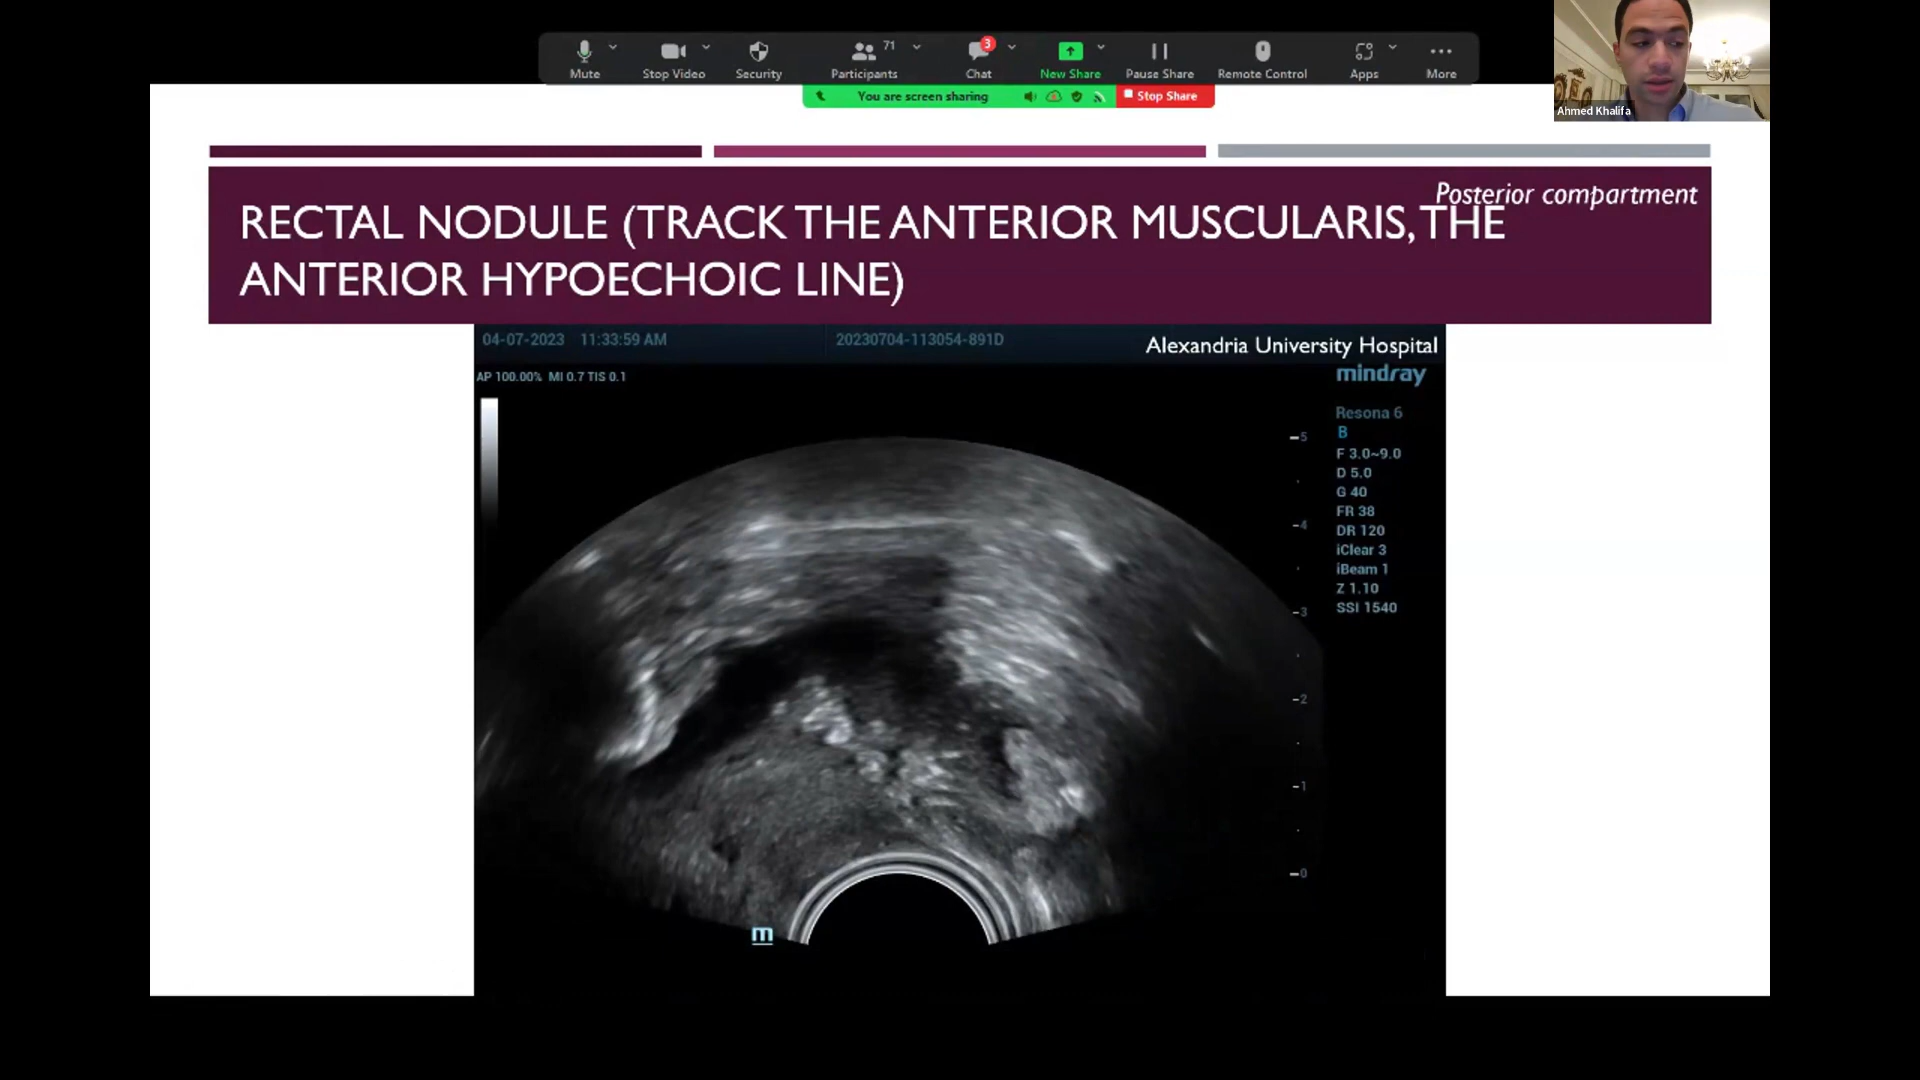 71
3
Mute
Stop Video
Security
Participants
Chat
New Share
Pause Share
Remote Control
Apps
More
You are screen sharing
Stop Share
Ahmed Khalifa
Posterior compartment
RECTAL NODULE (TRACK THE ANTERIOR MUSCULARIS, THE
ANTERIOR HYPOECHOIC LINE)
04-07-2023 11:33:59 AM
20230704-113054-891D
Alexandria University Hospital
mindray
AP 100.00% MI 0.7 TIS 0.1
Resona 6
B
F 3.0~9.0
D 5.0
G 40
FR 38
DR 120
iClear 3
iBeam 1
Z 1.10
SSI 1540
5
4
3
2
1
0
m